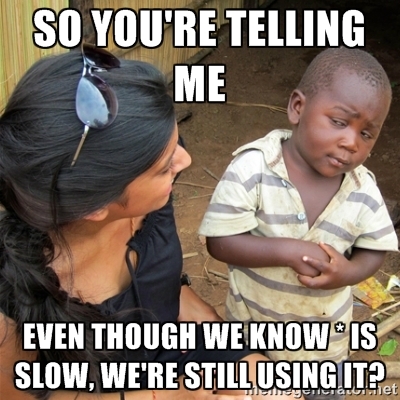 SO YOU'RE TELLING
ME
EVEN THOUGH WE KNOW * IS
SLOW, WE'RE STILL USING IT?
memegenerator.net